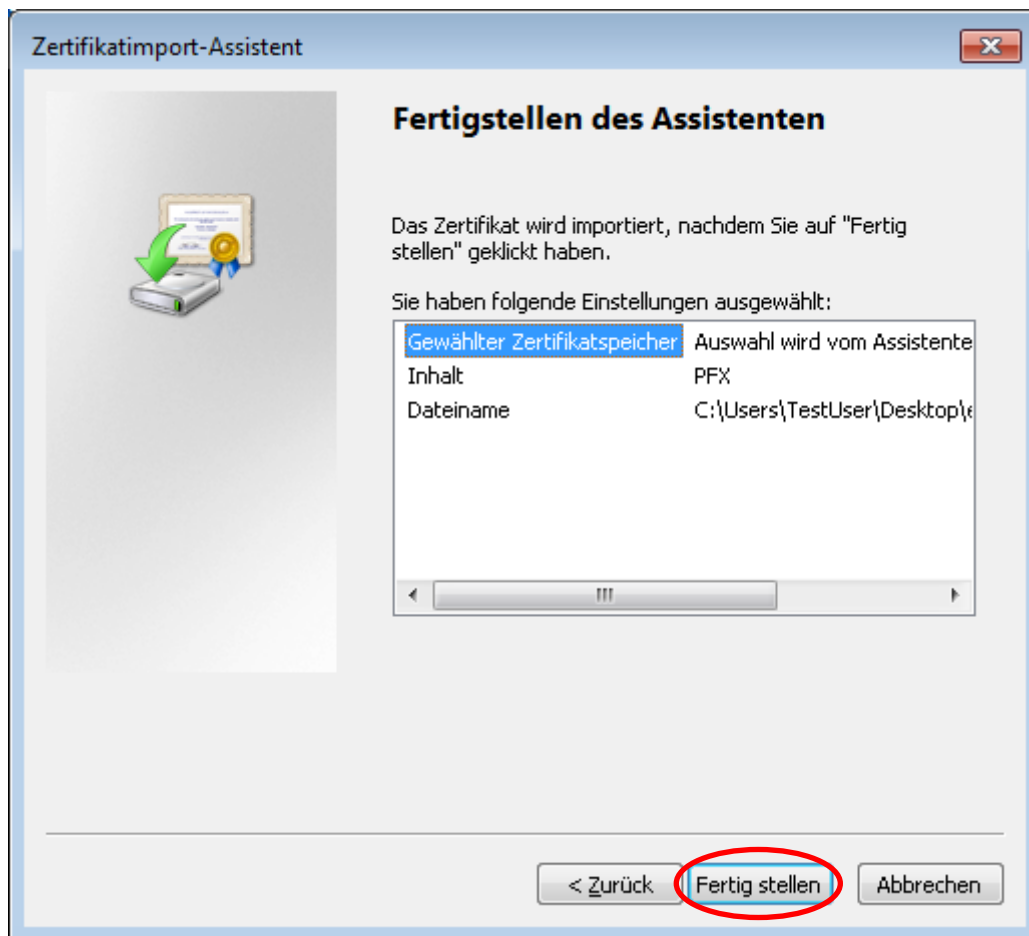 Zertifikatimport-Assistent
Fertigstellen des Assistenten
Das Zertifikat wird importiert, nachdem Sie auf "Fertig
stellen" geklickt haben.
Sie haben folgende Einstellungen ausgewählt:
Gewählter Zertifikatspeicher Auswahl wird vom Assistente
Inhalt PFX
Dateiname C:\Users\TestUser\Desktop\e
< Zurück Fertig stellen Abbrechen